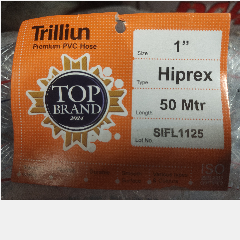 Trilliun
Premium PVC Hose
TOP
BRAND
2024
Size
1"
Type
Hiprex
Length
50 Mtr
Lot No.
SIFL1125
ISO